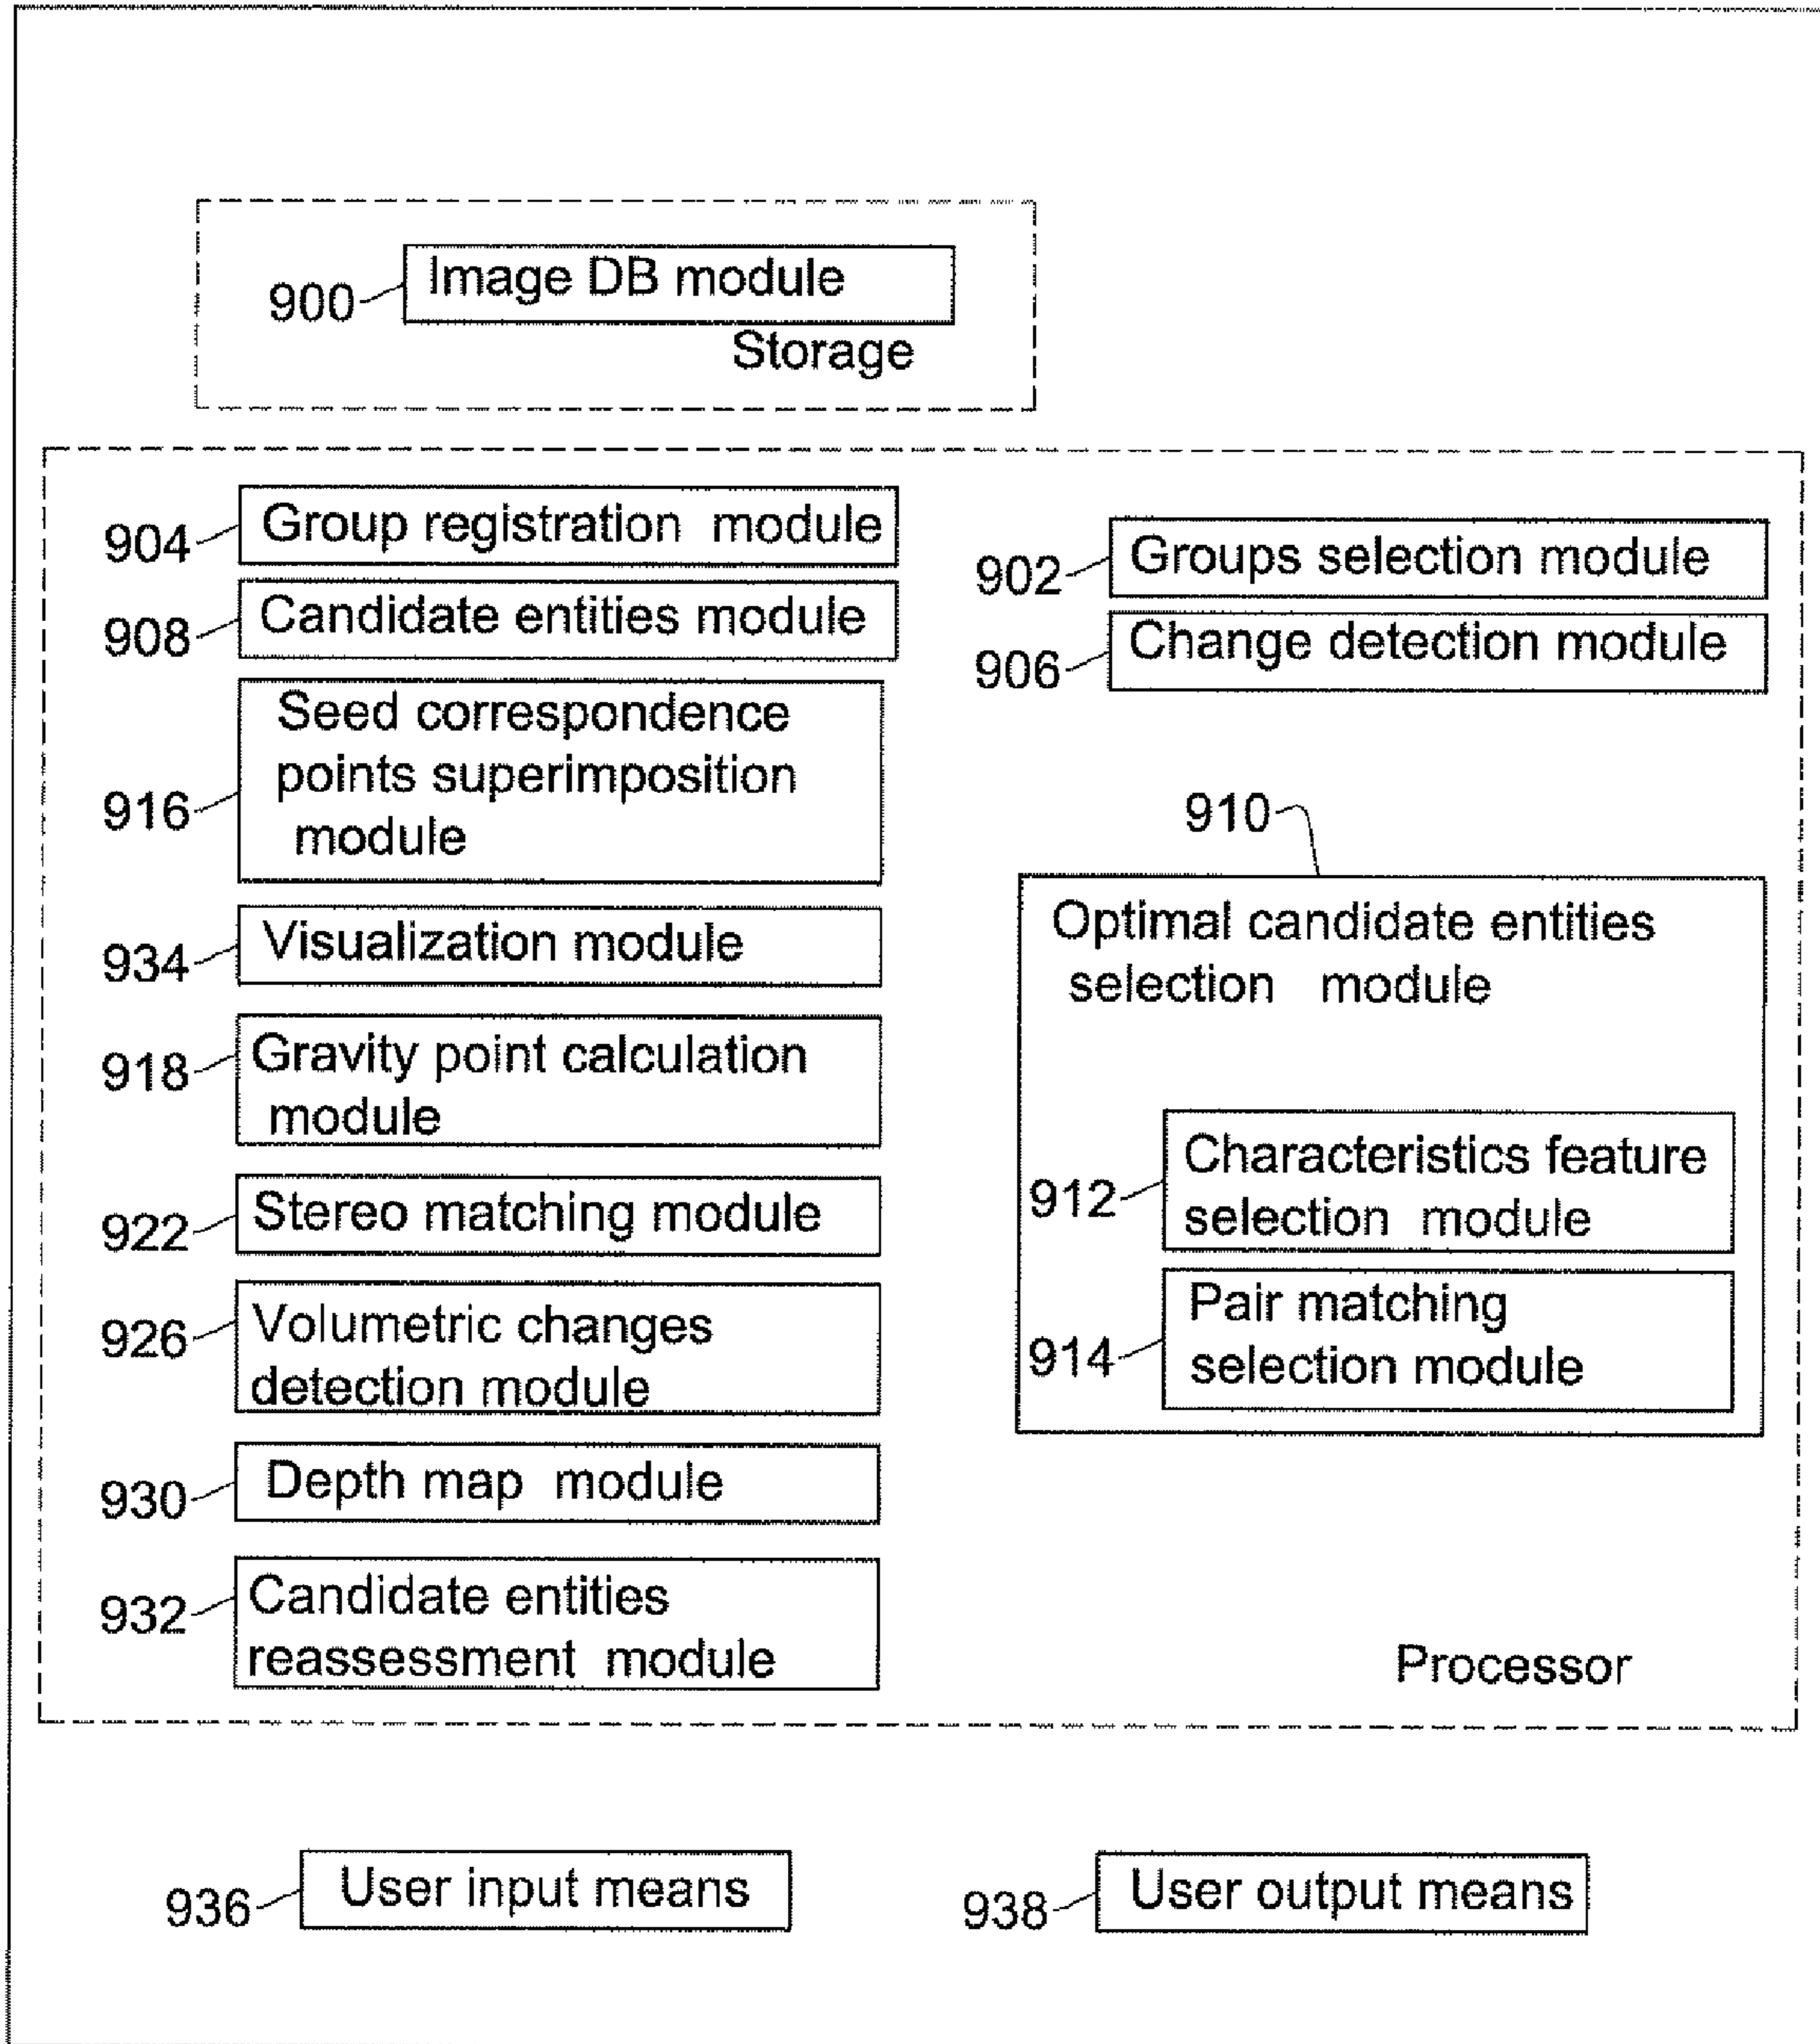 900
Image DB module
Storage
904
Group registration module
908
Candidate entities module
916
Seed correspondence
points superimposition
module
934
Visualization module
918
Gravity point calculation
module
922
Stereo matching module
926
Volumetric changes
detection module
930
Depth map module
932
Candidate entities
reassessment module
902
Groups selection module
906
Change detection module
910
Optimal candidate entities
selection module
912
Characteristics feature
selection module
914
Pair matching
selection module
Processor
936
User input means
938
User output means